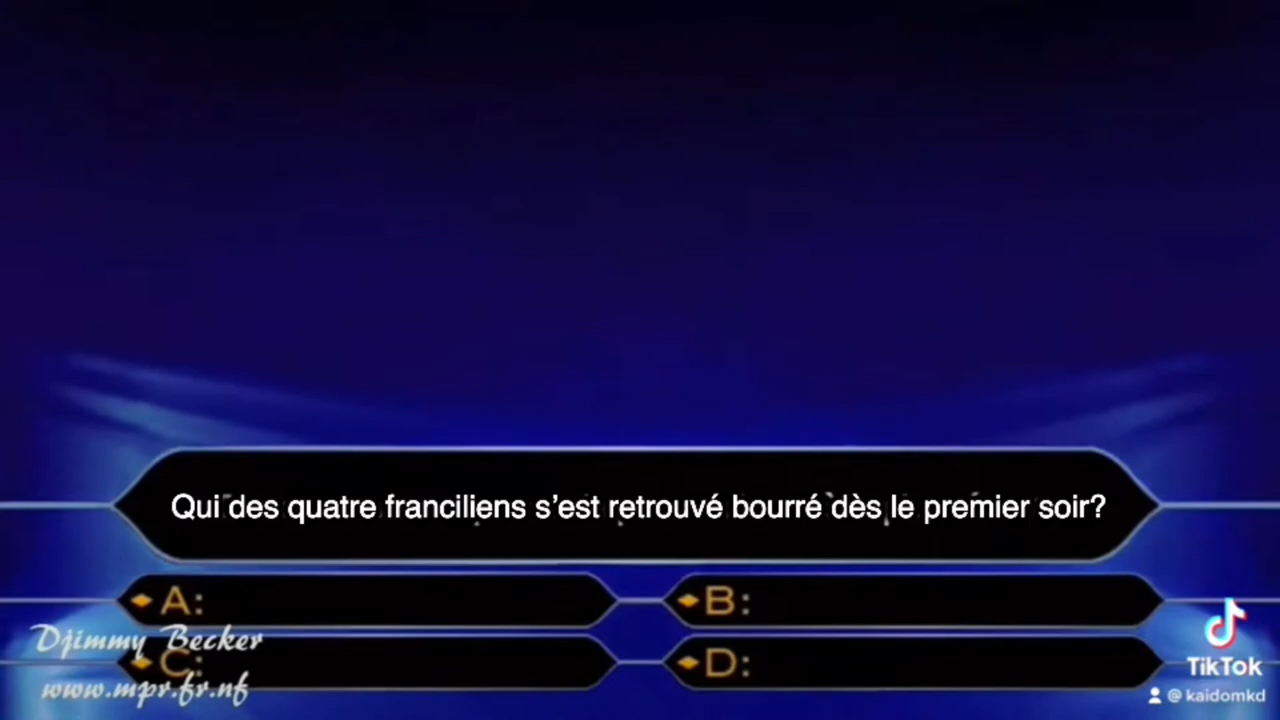 Qui des quatre franciliens s'est retrouvé bourré dès le premier soir?
A:
B:
C:
D:
Djimmy Becker
www.mpr.fr.nf
TikTok
@kaidomkd